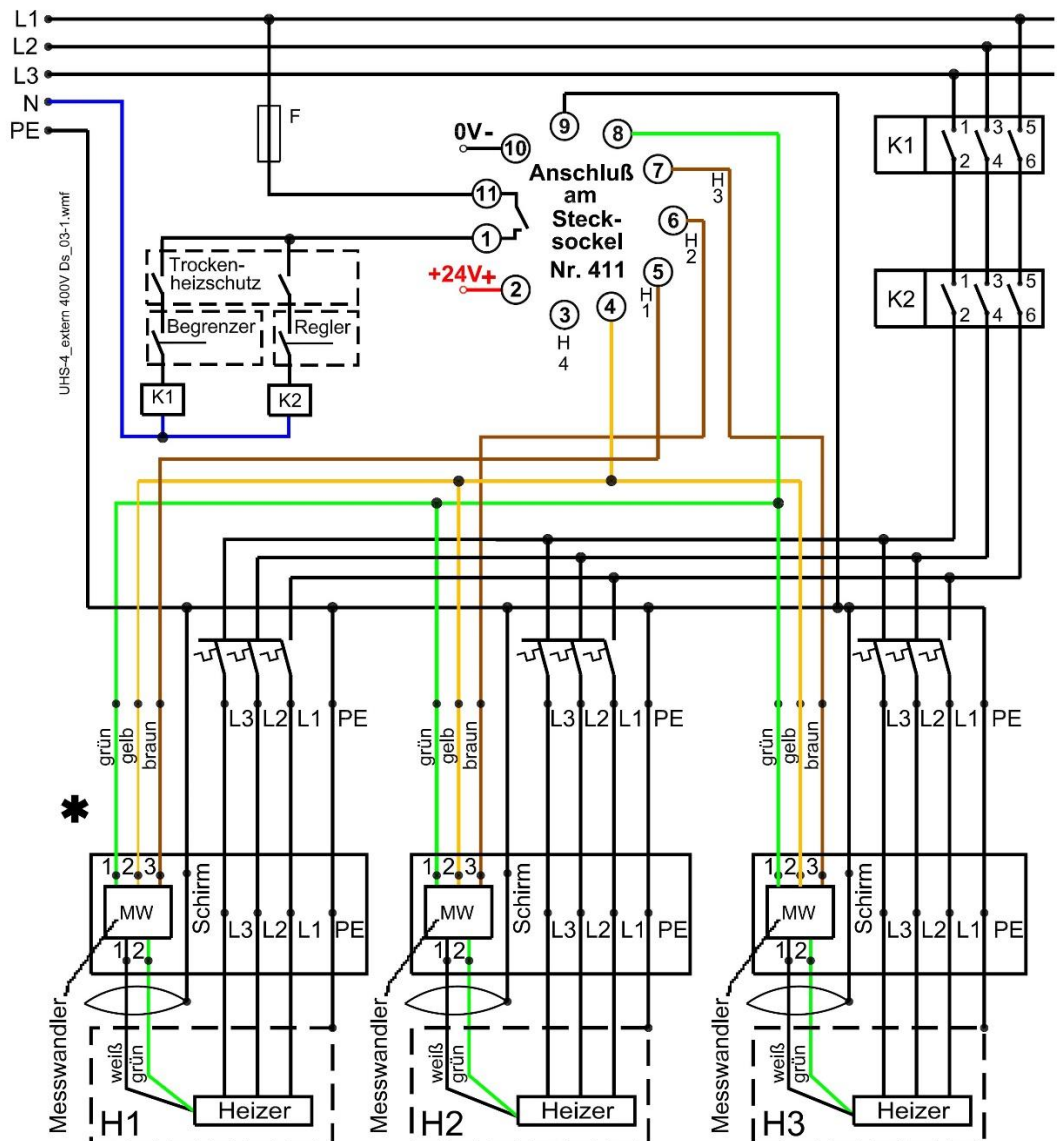 L1
L2
L3
N
PE
F
0V-
10
9
8
7
H
3
6
H
2
5
H
1
4
3
H
4
2
+24V+
1
11
Anschluß
am
Steck-
sockel
Nr. 411
K1
1 3 5
2 4 6
K2
1 3 5
2 4 6
UHS-4_extern 400V Ds_03-1.wmf
Trocken-
heizschutz
Begrenzer
Regler
K1
K2
grün
gelb
braun
L3 L2 L1 PE
grün
gelb
braun
L3 L2 L1 PE
grün
gelb
braun
L3 L2 L1 PE
*
1 2 3
MW
1 2
Schirm
L3 L2 L1 PE
Messwandler
weiß
grün
Heizer
H1
1 2 3
MW
1 2
Schirm
L3 L2 L1 PE
Messwandler
weiß
grün
Heizer
H2
1 2 3
MW
1 2
Schirm
L3 L2 L1 PE
Messwandler
weiß
grün
Heizer
H3